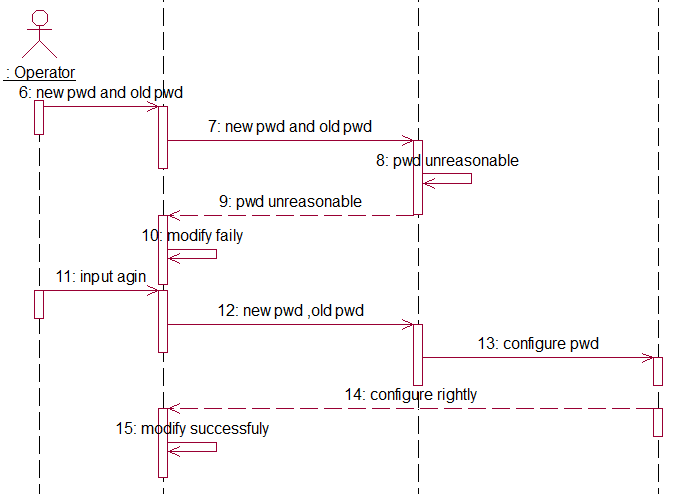 : Operator
6: new pwd and old pwd
7: new pwd and old pwd
8: pwd unreasonable
9: pwd unreasonable
10: modify faily
11: input agin
12: new pwd ,old pwd
13: configure pwd
14: configure rightly
15: modify successfuly